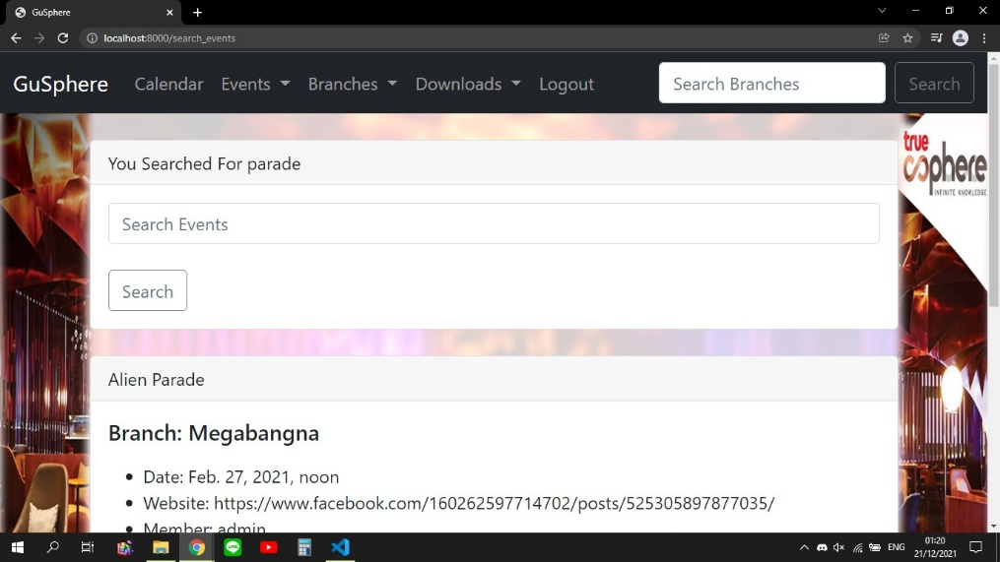 GuSphere
localhost:8000/search_events
GuSphere Calendar Events Branches Downloads Logout Search Branches Search
true
sphere
INFINITE KNOWLEDGE
You Searched For parade
Search Events
Search
Alien Parade
Branch: Megabangna
Date: Feb. 27, 2021, noon
Website: https://www.facebook.com/160262597714702/posts/525305897877035/
Member: admin
LINE
ENG
01:20
21/12/2021